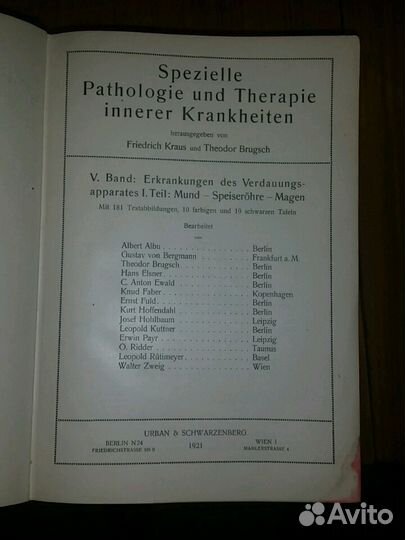 Spezielle
Pathologie und Therapie
innerer Krankheiten
herausgegeben von
Friedrich Kraus und Theodor Brugsch
V. Band: Erkrankungen des Verdauungs-
apparates I. Teil: Mund – Speiseröhre – Magen
Mit 181 Textabbildungen, 10 farbigen und 10 schwarzen Tafeln
Bearbeitet
von
Albert Albu . . . . . . . . . . . Berlin
Gustav von Bergmann . . . . . . . Frankfurt a. M.
Theodor Brugsch . . . . . . . . . Berlin
Hans Elsner . . . . . . . . . . . Berlin
C. Anton Ewald . . . . . . . . . Berlin
Knud Faber . . . . . . . . . . . Kopenhagen
Ernst Fuld . . . . . . . . . . . Berlin
Kurt Hoffendahl . . . . . . . . . Berlin
Josef Hohlbaum . . . . . . . . . Leipzig
Leopold Kuttner . . . . . . . . . Berlin
Erwin Payr . . . . . . . . . . . Leipzig
O. Ridder . . . . . . . . . . . . Taunus
Leopold Rütimeyer . . . . . . . . Basel
Walter Zweig . . . . . . . . . . Wien
URBAN & SCHWARZENBERG
BERLIN N 24 1921 WIEN I
FRIEDRICHSTRASSE 105 B MAHLERSTRASSE 4
Avito